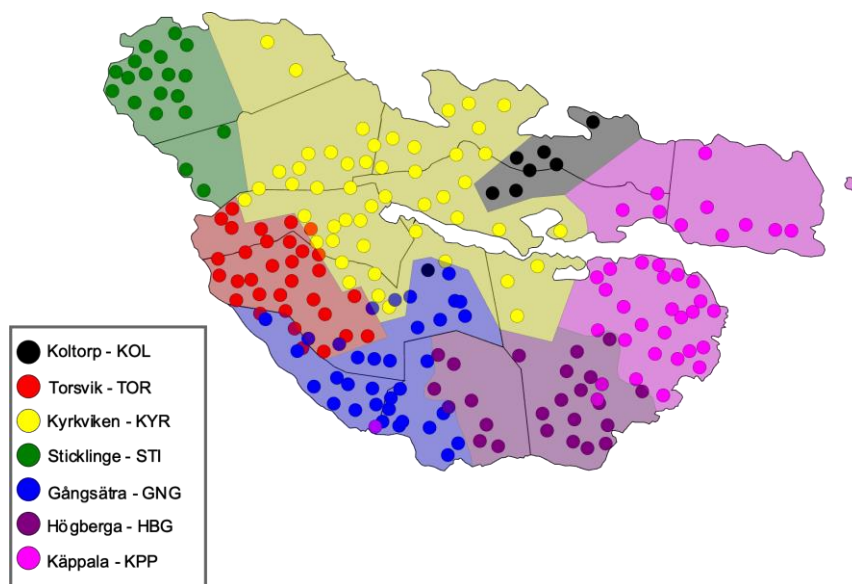 Koltorp - KOL
Torsvik - TOR
Kyrkviken - KYR
Sticklinge - STI
Gångsätra - GNG
Högberga - HBG
Käppala - KPP